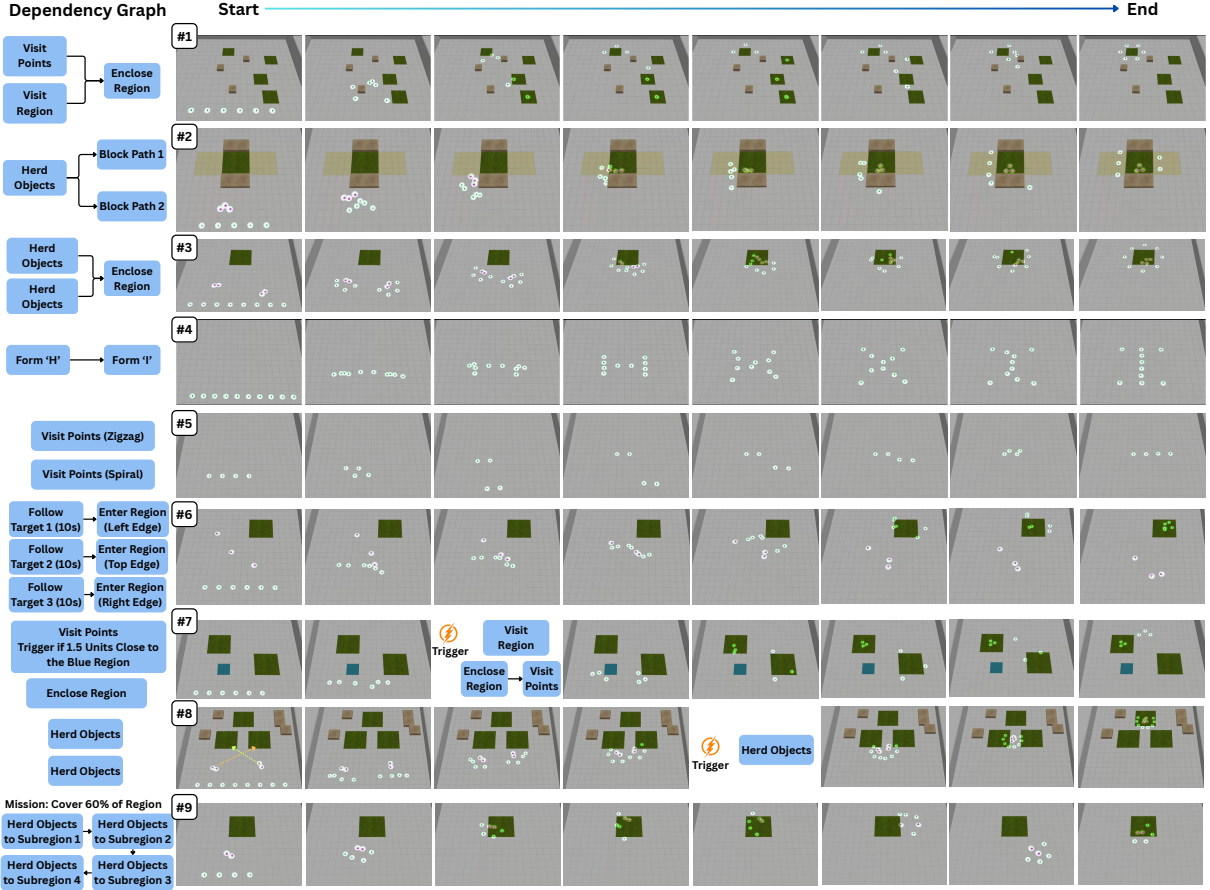 Dependency Graph
Start
End
#1
Visit
Points
Visit
Region
Enclose
Region
#2
Herd
Objects
Block Path 1
Block Path 2
#3
Herd
Objects
Herd
Objects
Enclose
Region
#4
Form ‘H’
Form ‘I’
#5
Visit Points (Zigzag)
Visit Points (Spiral)
#6
Follow
Target 1 (10s)
Enter Region
(Left Edge)
Follow
Target 2 (10s)
Enter Region
(Top Edge)
Follow
Target 3 (10s)
Enter Region
(Right Edge)
#7
Visit Points
Trigger if 1.5 Units Close to
the Blue Region
Enclose Region
Trigger
Visit
Region
Enclose
Region
Visit
Points
#8
Herd Objects
Herd Objects
Trigger
Herd Objects
Mission: Cover 60% of Region
#9
Herd Objects
to Subregion 1
Herd Objects
to Subregion 2
Herd Objects
to Subregion 4
Herd Objects
to Subregion 3